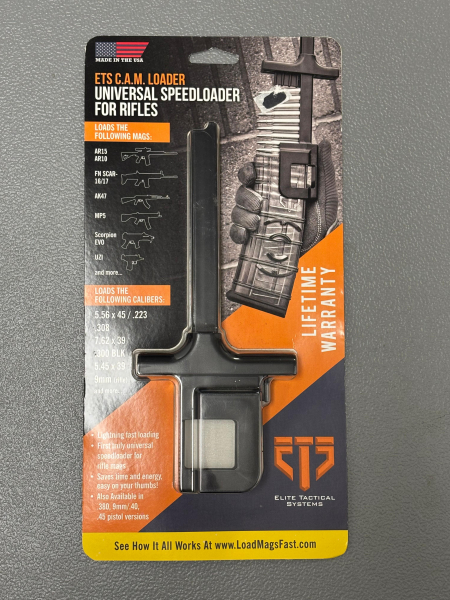 MADE IN THE USA
ETS C.A.M. LOADER
UNIVERSAL SPEEDLOADER
FOR RIFLES
LOADS THE
FOLLOWING MAGS:
AR15
AR10
FN SCAR-
16/17
AK47
MP5
Scorpion
EVO
UZI
and more...
LOADS THE
FOLLOWING CALIBERS:
5.56 x 45 / .223
.308
7.62 x 39
.300 BLK
5.45 x 39
9mm
and more...
• Lightning fast loading
• First only universal
speedloader for
rifle mags
• Saves time and energy,
easy on your thumbs!
• Also Available in
.380, 9mm/.40,
.45 pistol versions
LIFETIME
WARRANTY
ETS
ELITE TACTICAL
SYSTEMS
See How It All Works At www.LoadMagsFast.com